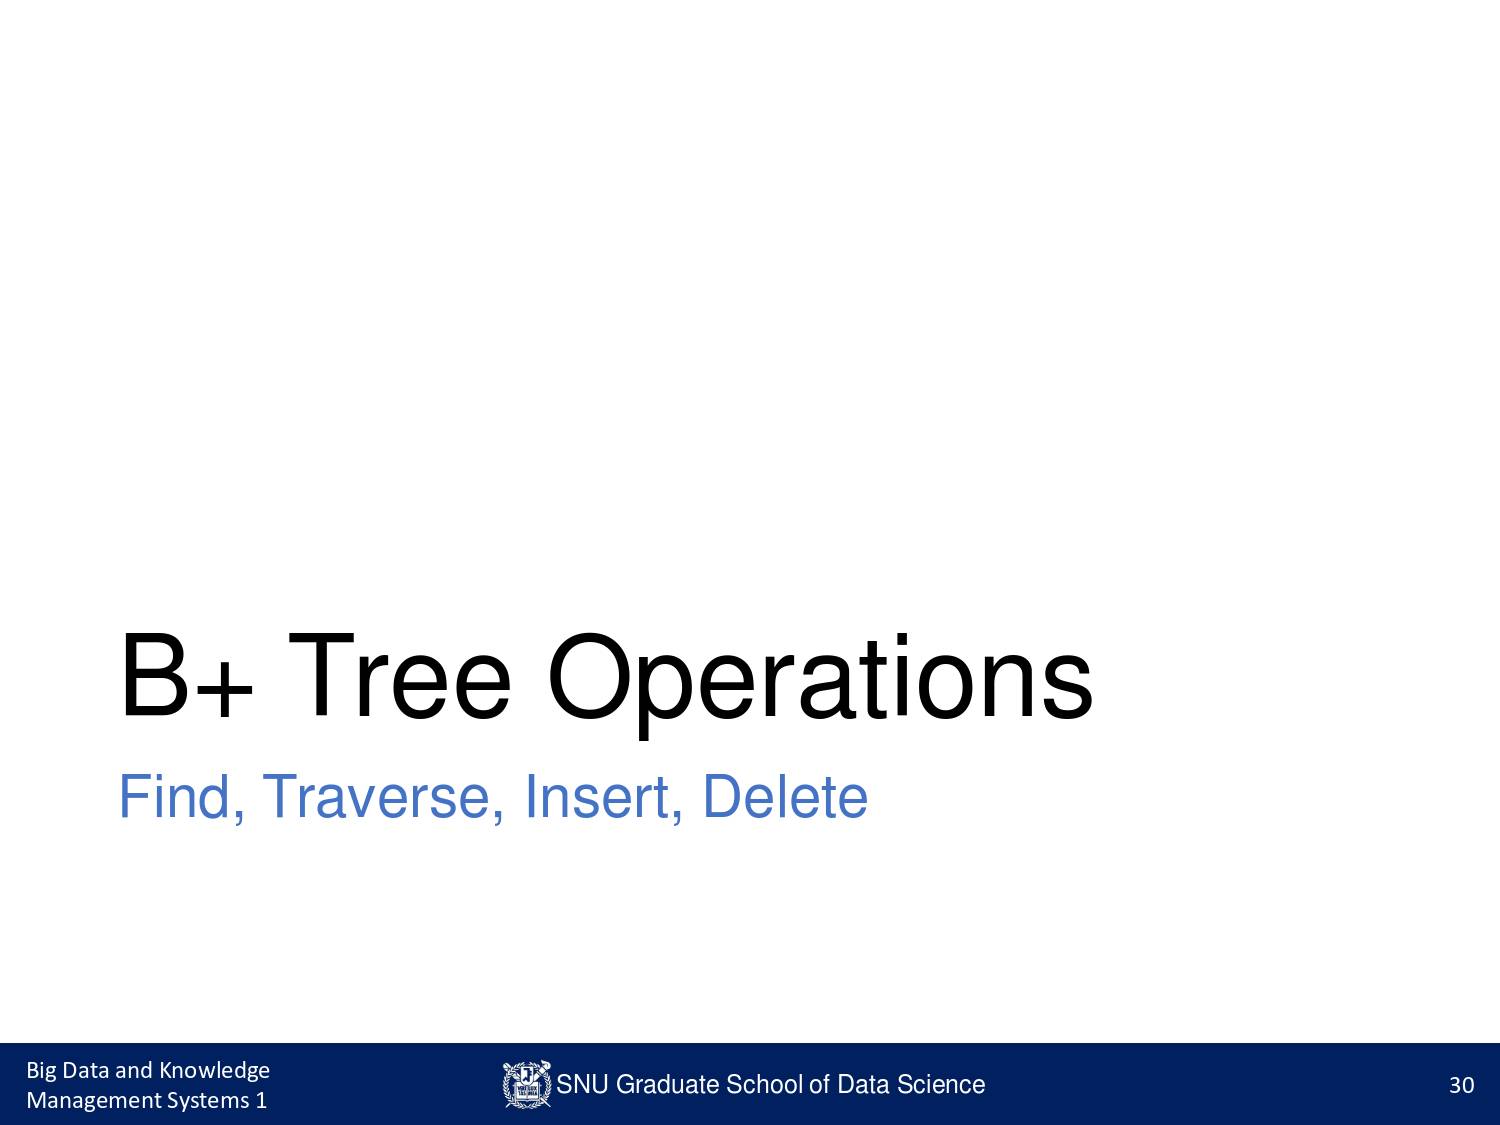 B+ Tree Operations
Find, Traverse, Insert, Delete
Big Data and Knowledge
Management Systems 1
SNU Graduate School of Data Science
30